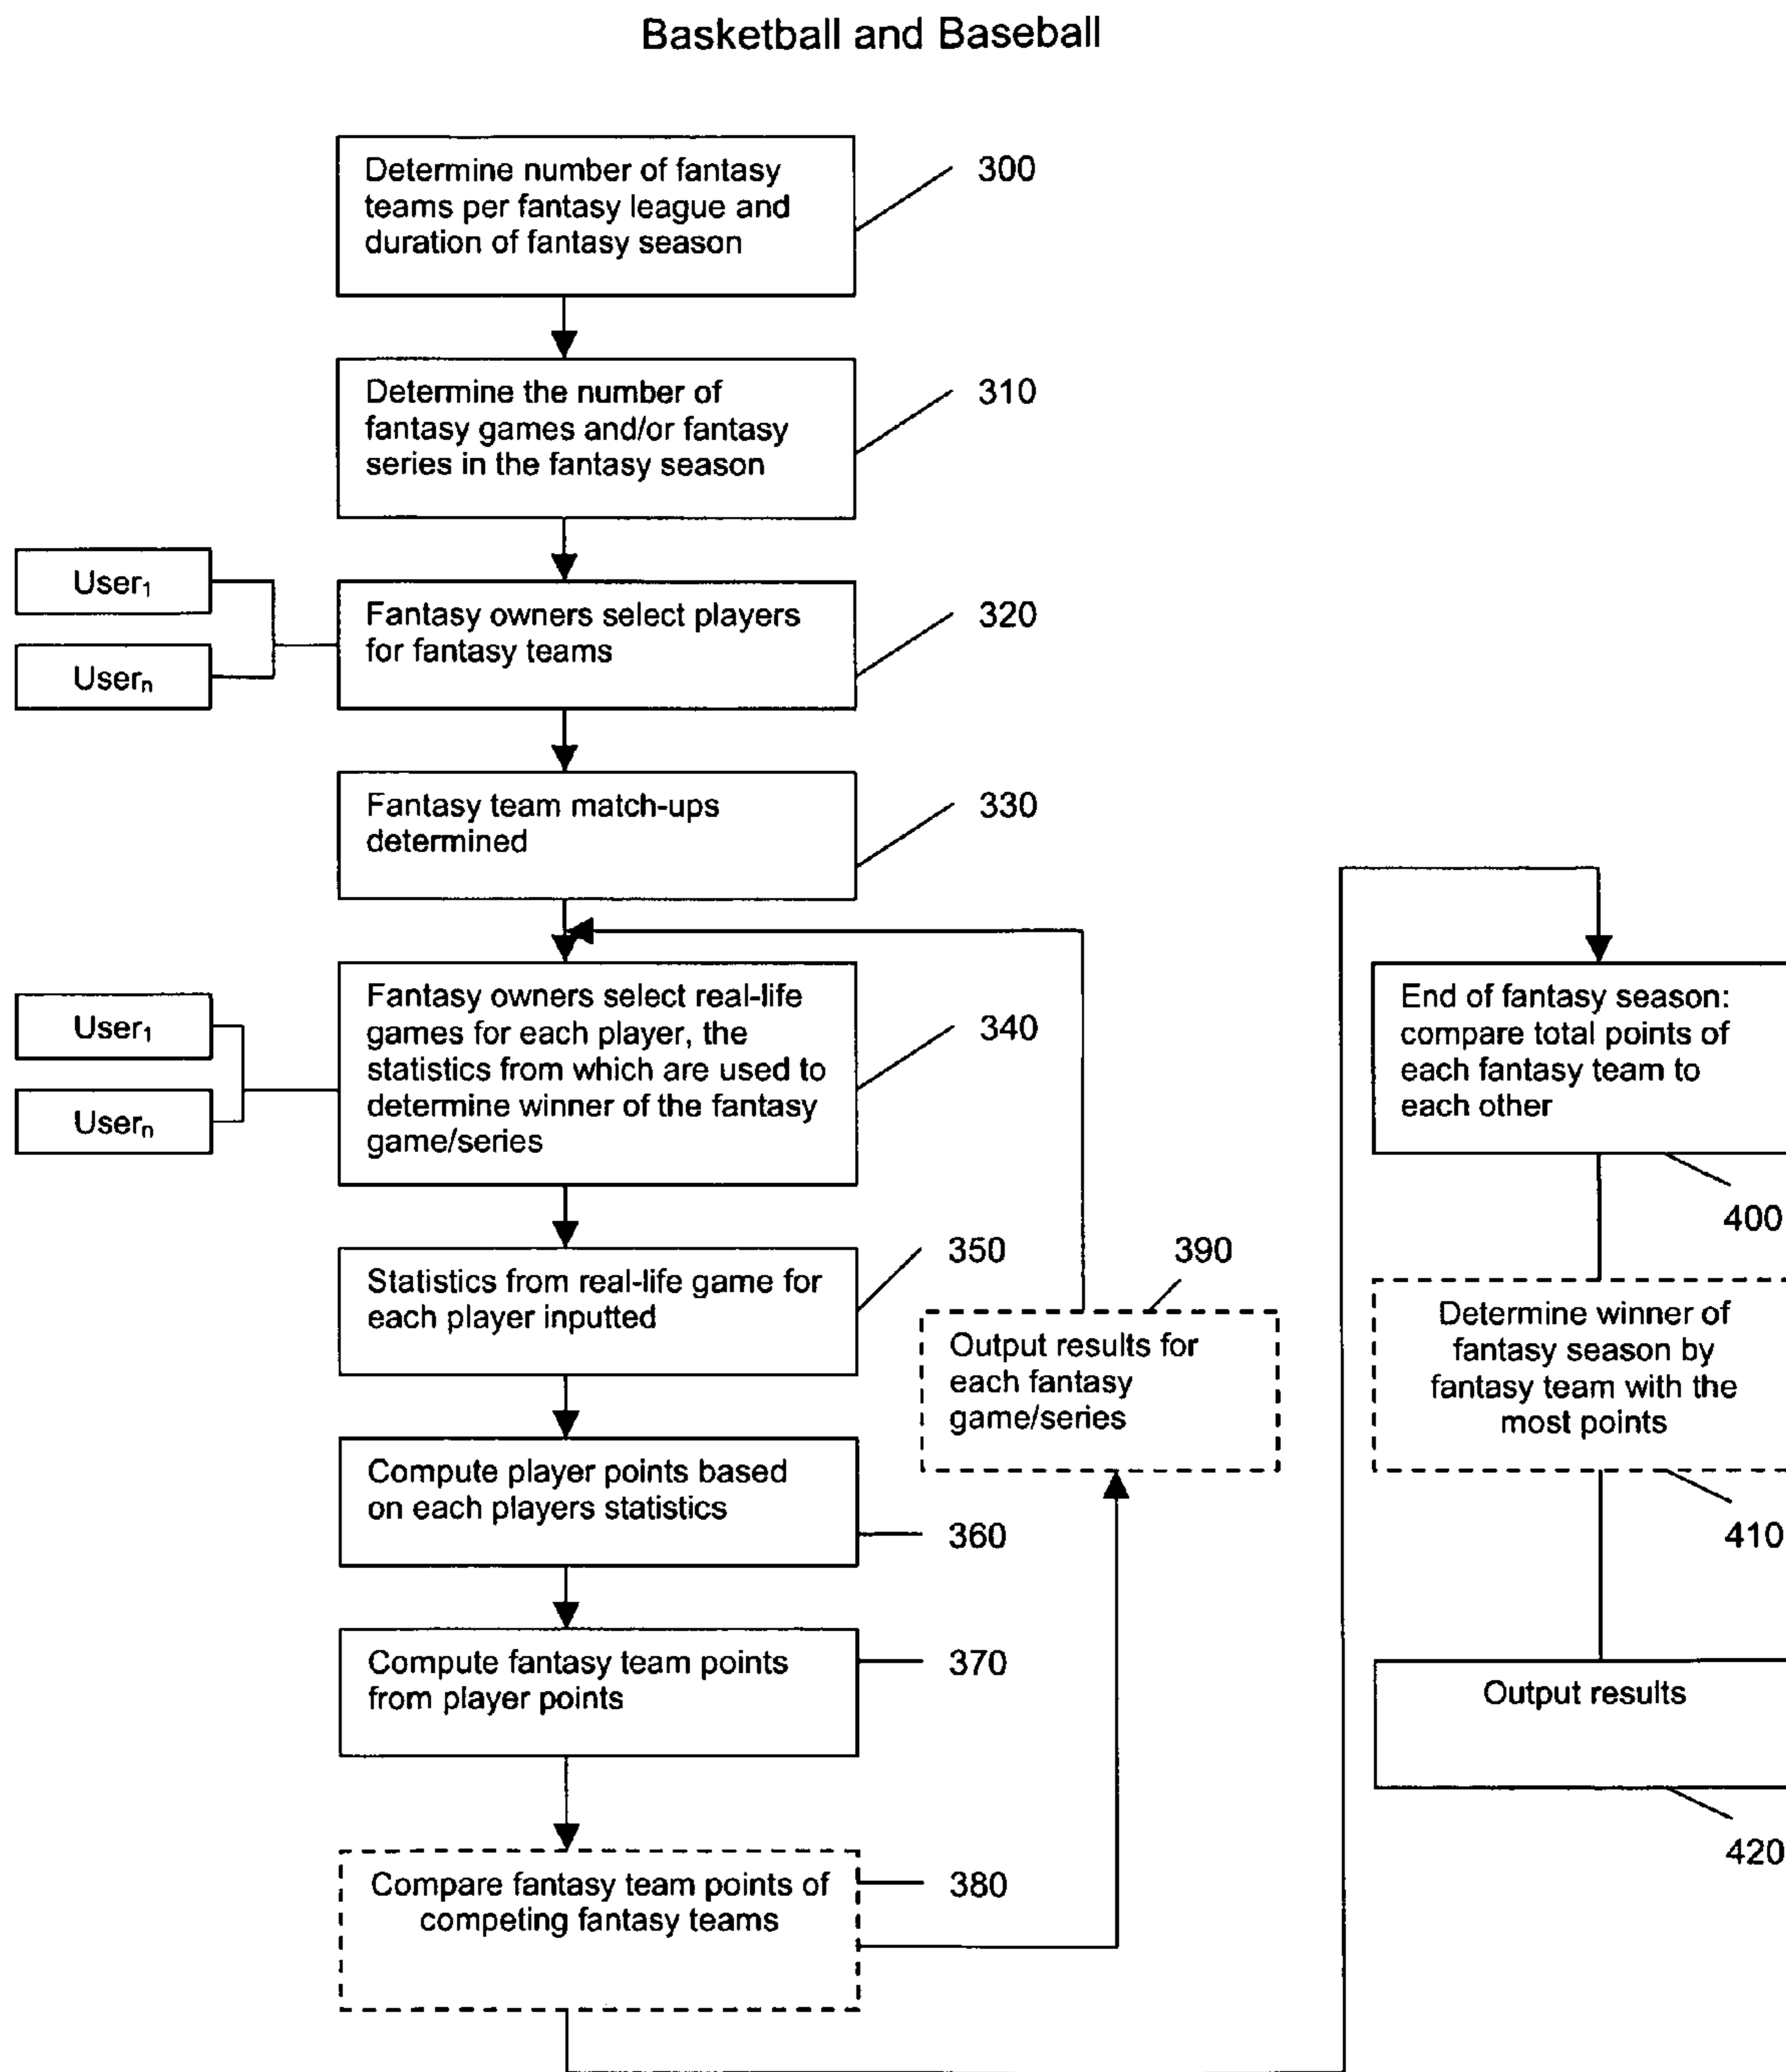 Basketball and Baseball
Determine number of fantasy
teams per fantasy league and
duration of fantasy season
300
Determine the number of
fantasy games and/or fantasy
series in the fantasy season
310
User₁
Userₙ
Fantasy owners select players
for fantasy teams
320
Fantasy team match-ups
determined
330
User₁
Userₙ
Fantasy owners select real-life
games for each player, the
statistics from which are used to
determine winner of the fantasy
game/series
340
Statistics from real-life game for
each player inputted
350
Compute player points based
on each players statistics
360
Compute fantasy team points
from player points
370
Compare fantasy team points of
competing fantasy teams
380
390
Output results for
each fantasy
game/series
End of fantasy season:
compare total points of
each fantasy team to
each other
400
Determine winner of
fantasy season by
fantasy team with the
most points
410
Output results
420